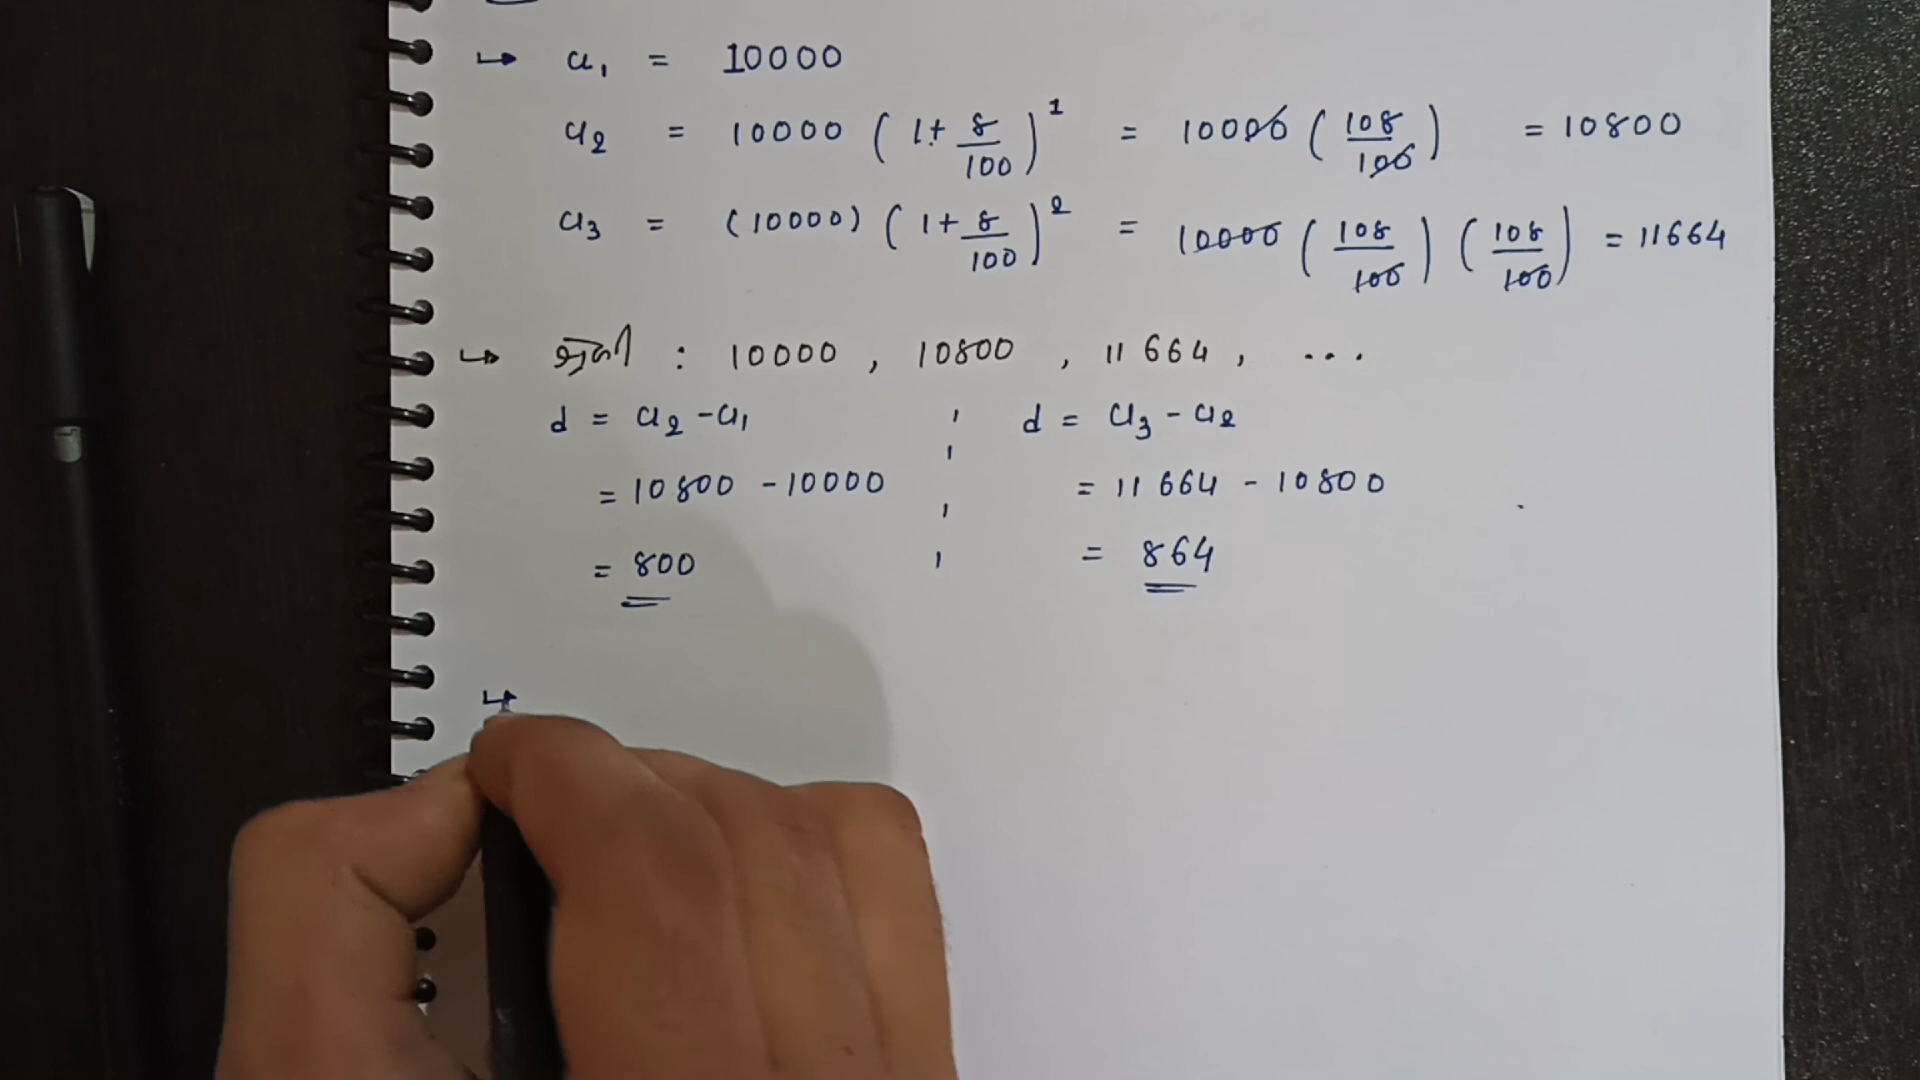 ↳ a₁ = 10000
a₂ = 10000 (1+8/100)¹ = 10000 (108/100) = 10800
a₃ = (10000) (1+8/100)² = 10000 (108/100) (108/100) = 11664
↳ : 10000 , 10800 , 11664 , ...
d = a₂ - a₁ d = a₃ - a₂
= 10800 - 10000 = 11664 - 10800
= 800 = 864
↳